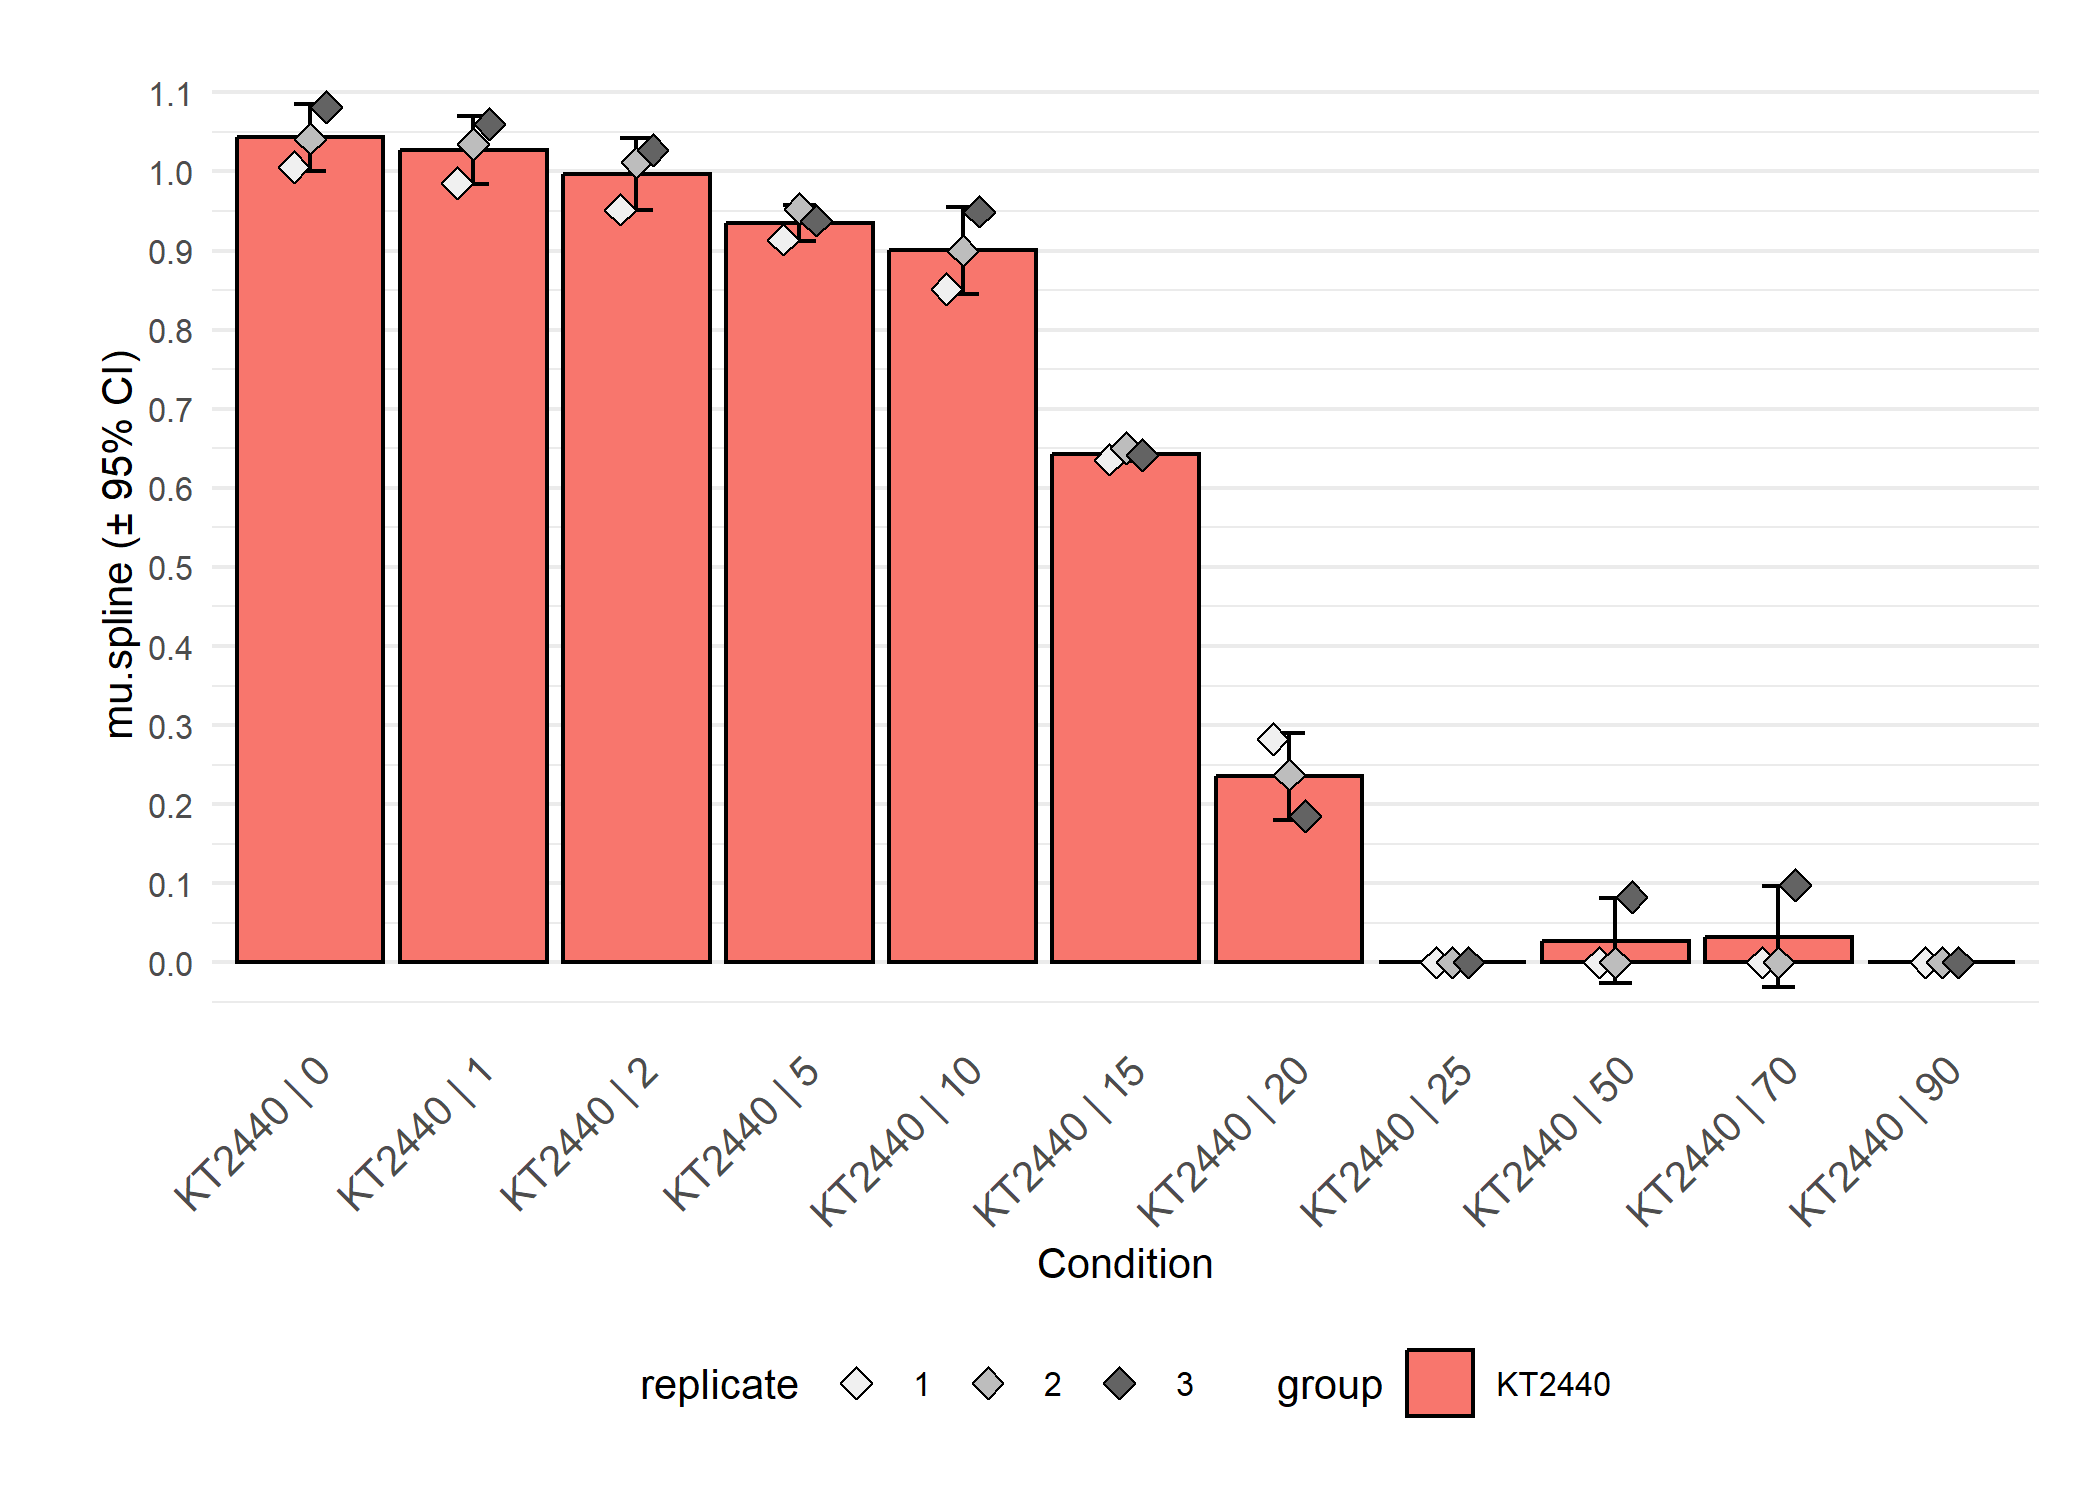 mu.spline (± 95% CI)
1.1
1.0
0.9
0.8
0.7
0.6
0.5
0.4
0.3
0.2
0.1
0.0
KT2440 | 0
KT2440 | 1
KT2440 | 2
KT2440 | 5
KT2440 | 10
KT2440 | 15
KT2440 | 20
KT2440 | 25
KT2440 | 50
KT2440 | 70
KT2440 | 90
Condition
replicate 1 2 3 group KT2440